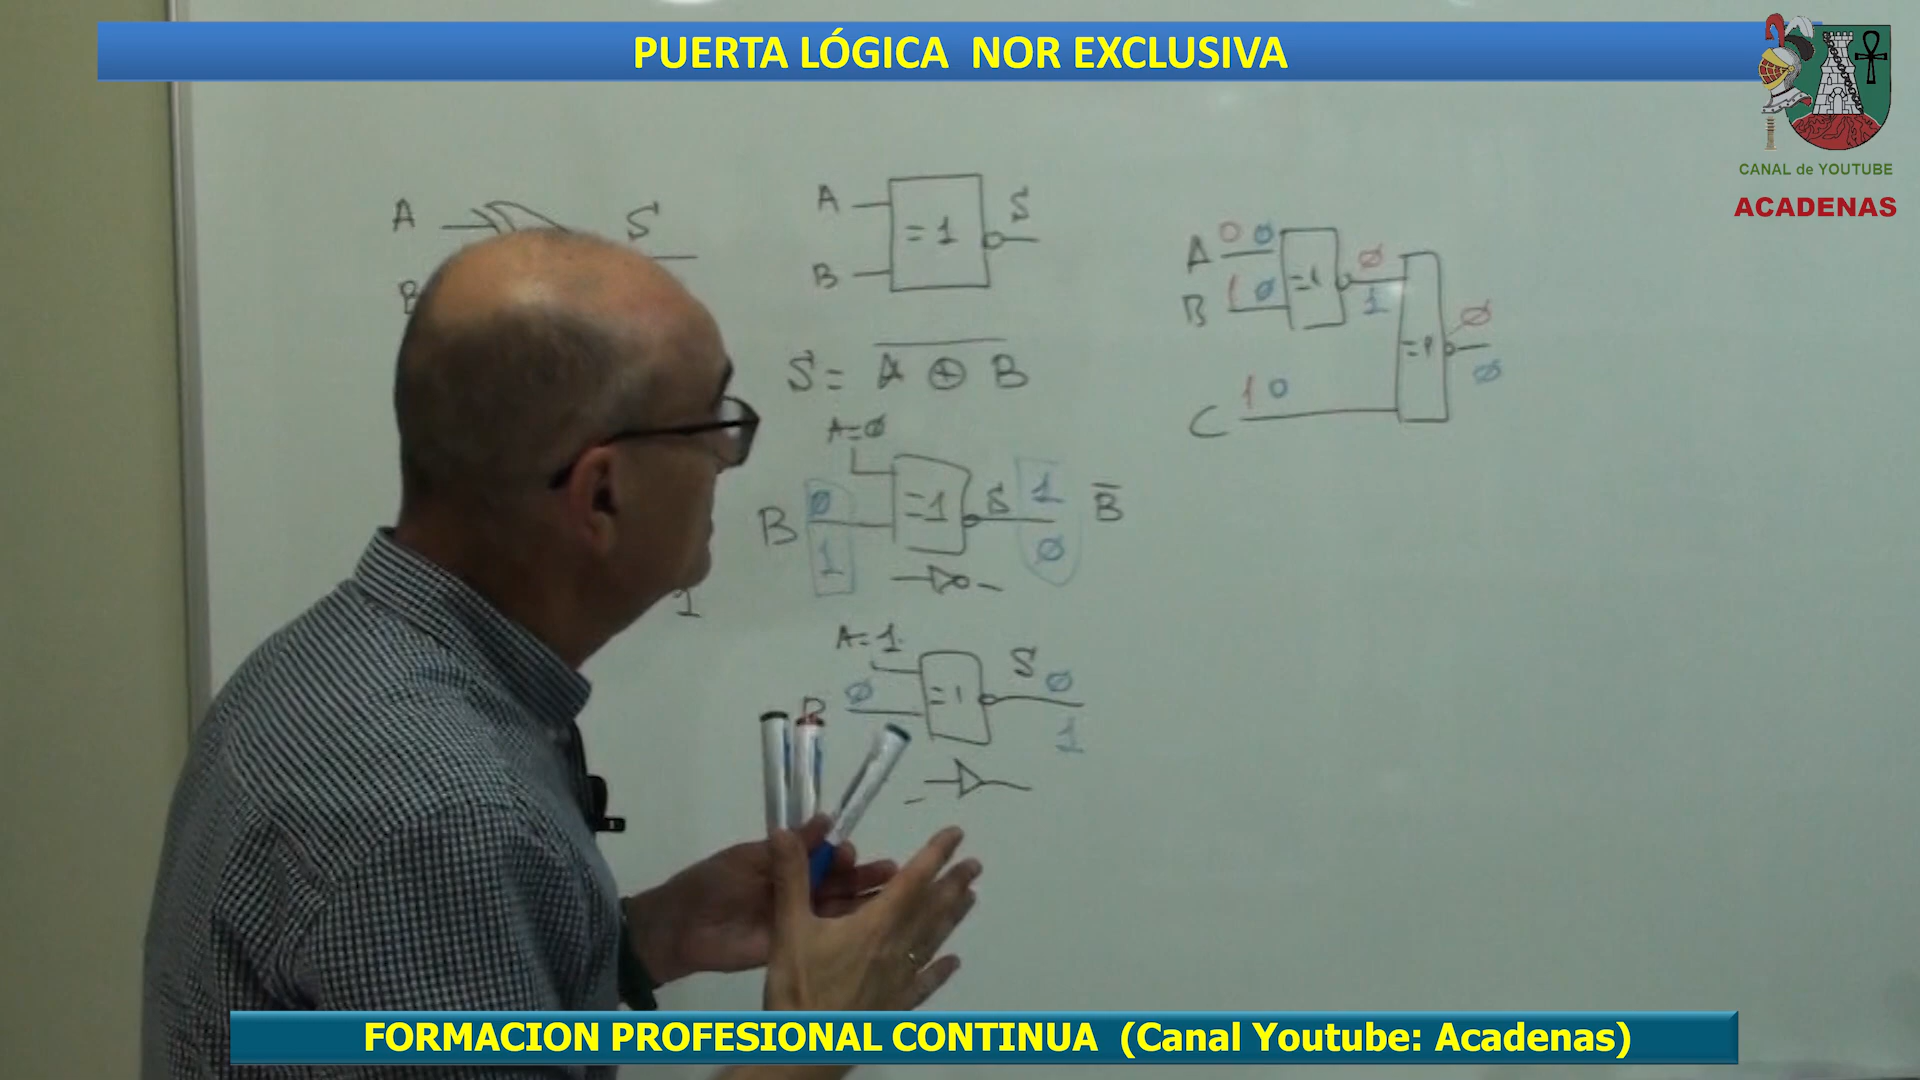 PUERTA LÓGICA NOR EXCLUSIVA
CANAL de YOUTUBE
ACADENAS
A S
B
1
A =1 S
B
S = A ⊕ B
A=Ø
B Ø =1 S 1 B̅
1 Ø
A=1
Ø =1 S Ø
1
A 0 Ø =1 Ø
B 1 Ø 1
=1 Ø
Ø
C 1 0
FORMACION PROFESIONAL CONTINUA (Canal Youtube: Acadenas)